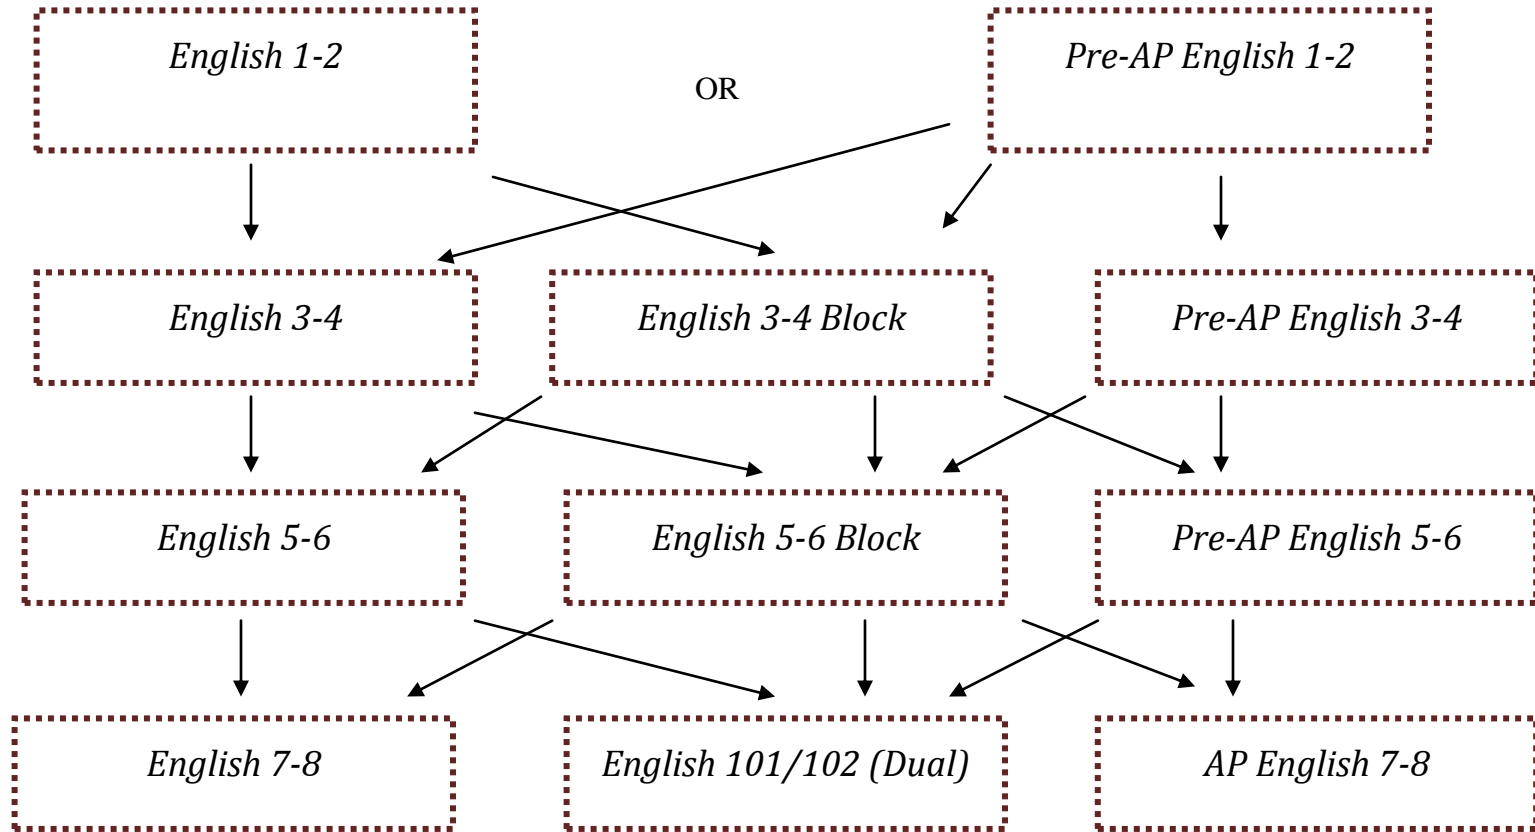 English 1-2
Pre-AP English 1-2
OR
English 3-4
English 3-4 Block
Pre-AP English 3-4
English 5-6
English 5-6 Block
Pre-AP English 5-6
English 7-8
English 101/102 (Dual)
AP English 7-8